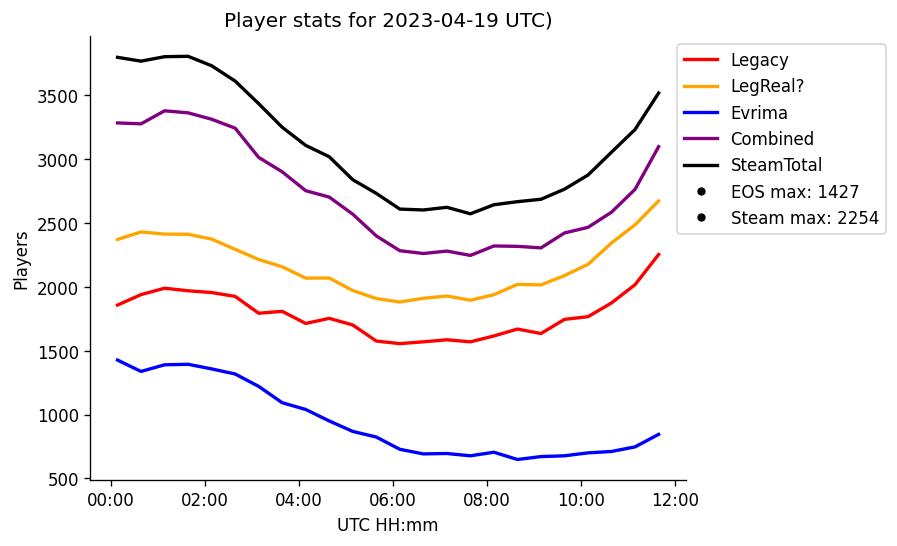 Player stats for 2023-04-19 UTC)
Legacy
LegReal?
Evrima
Combined
SteamTotal
EOS max: 1427
Steam max: 2254
Players
3500
3000
2500
2000
1500
1000
500
00:00 02:00 04:00 06:00 08:00 10:00 12:00
UTC HH:mm